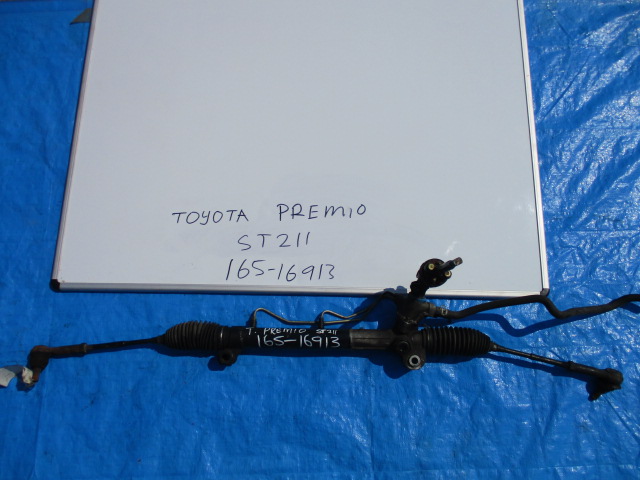 TOYOTA PREMIO
ST211
165-16913
T. PREMIO ST211
165-16913